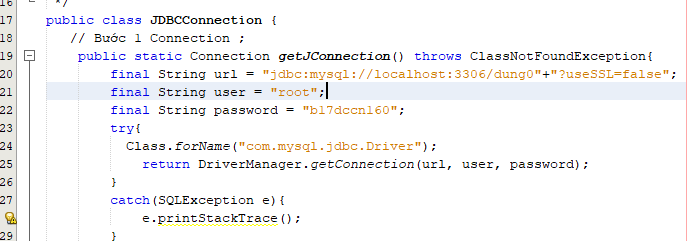 16 */
17 public class JDBCConnection {
18 // Bước 1 Connection ;
19 public static Connection getJConnection() throws ClassNotFoundException{
20 final String url = "jdbc:mysql://localhost:3306/dung0"+"?useSSL=false";
21 final String user = "root";
22 final String password = "b17dccn160";
23 try{
24 Class.forName("com.mysql.jdbc.Driver");
25 return DriverManager.getConnection(url, user, password);
26 }
27 catch(SQLException e){
e.printStackTrace();
29 }